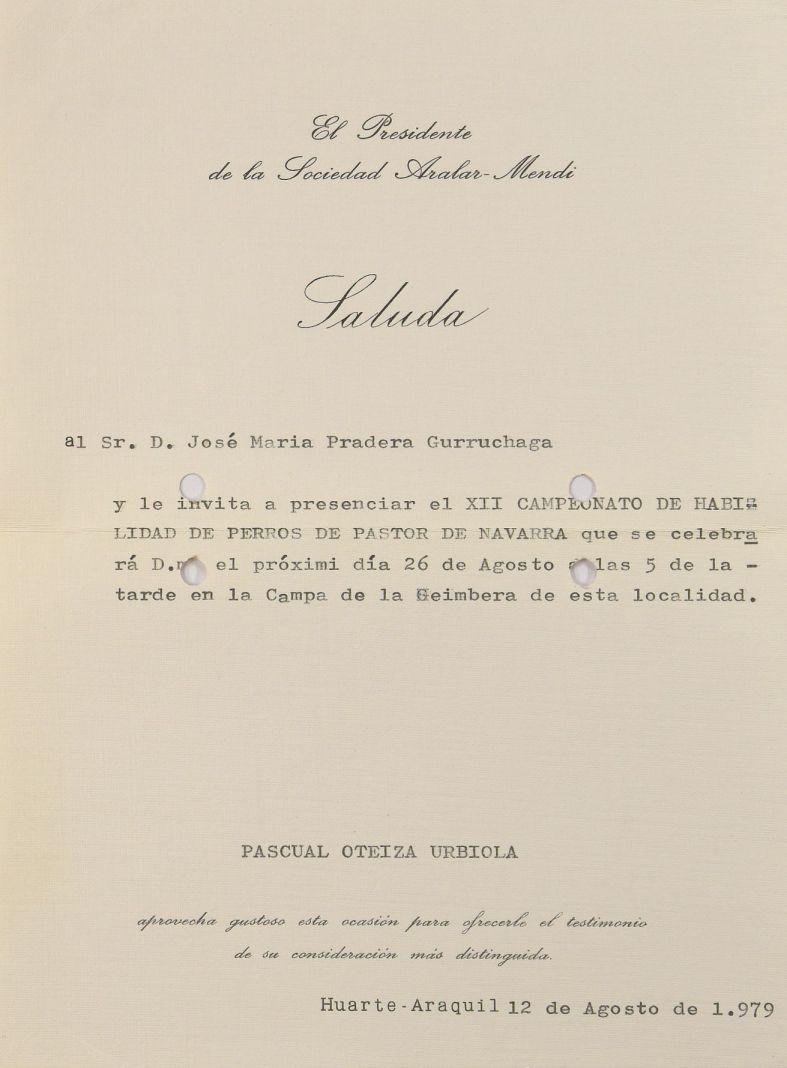 El Presidente
de la Sociedad Aralar-Mendi
Saluda
al Sr. D. José Maria Pradera Gurruchaga
y le invita a presenciar el XII CAMPEONATO DE HABI-
LIDAD DE PERROS DE PASTOR DE NAVARRA que se celebra
rá D.m. el próximi día 26 de Agosto a las 5 de la -
tarde en la Campa de la Beimbera de esta localidad.
PASCUAL OTEIZA URBIOLA
aprovecha gustoso esta ocasión para ofrecerle el testimonio
de su consideración más distinguida.
Huarte-Araquil 12 de Agosto de 1.979